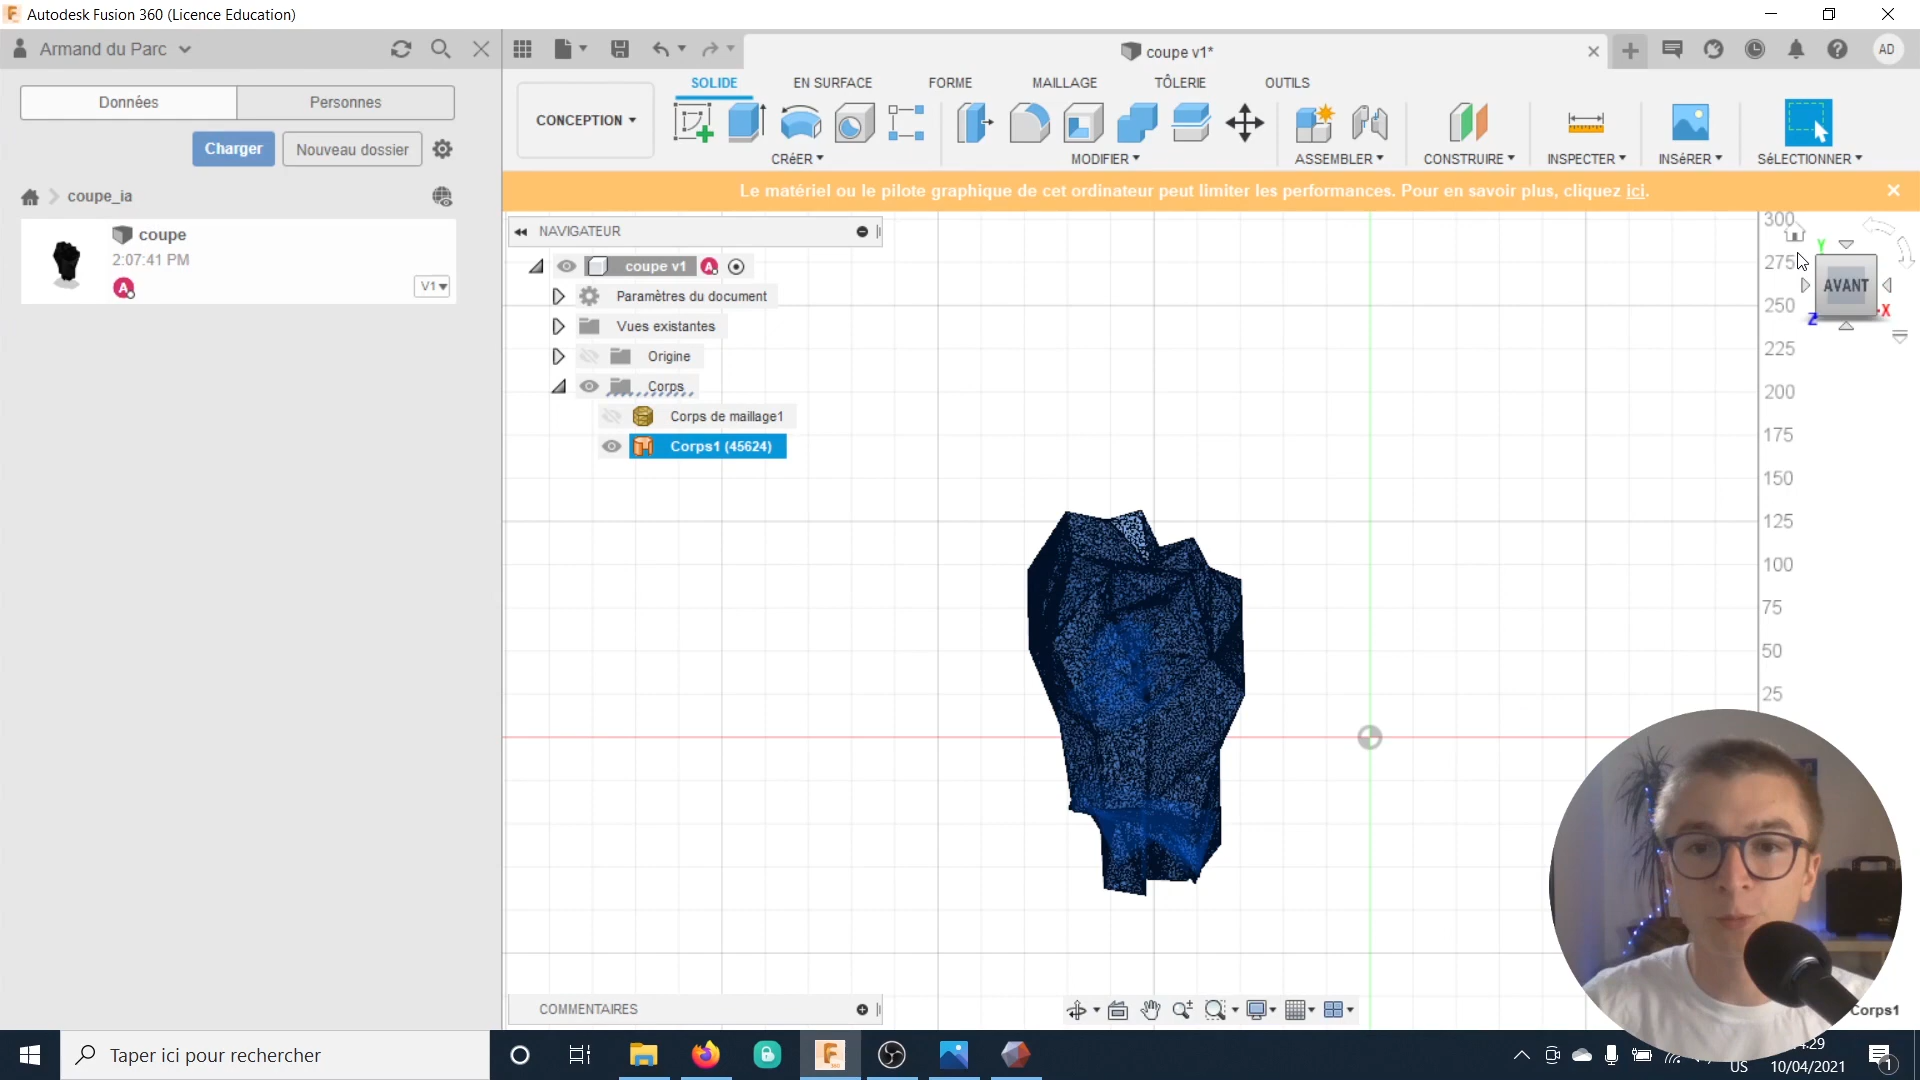 Autodesk Fusion 360 (Licence Education)
Armand du Parc
coupe v1*
AD
Données
Personnes
SOLIDE
EN SURFACE
FORME
MAILLAGE
TÔLERIE
OUTILS
Charger
Nouveau dossier
CONCEPTION
CRéER
MODIFIER
ASSEMBLER
CONSTRUIRE
INSPECTER
INSéRER
SéLECTIONNER
Le matériel ou le pilote graphique de cet ordinateur peut limiter les performances. Pour en savoir plus, cliquez ici.
coupe_ia
coupe
2:07:41 PM
A
V1
NAVIGATEUR
coupe v1
A
Paramètres du document
Vues existantes
Origine
Corps
Corps de maillage1
Corps1 (45624)
300
275
250
225
200
175
150
125
100
75
50
25
Y
AVANT
X
Z
COMMENTAIRES
Corps1
Taper ici pour rechercher
US
10/04/2021
1